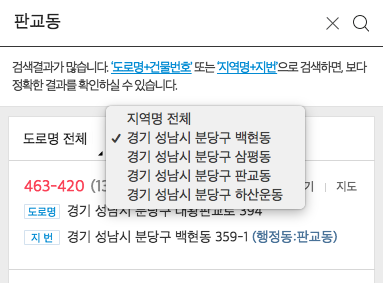 판교동
검색결과가 많습니다. '도로명+건물번호' 또는 '지역명+지번'으로 검색하면, 보다
정확한 결과를 확인하실 수 있습니다.
도로명 전체
지역명 전체
✓ 경기 성남시 분당구 백현동
경기 성남시 분당구 삼평동
경기 성남시 분당구 판교동
경기 성남시 분당구 하산운동
463-420 (13 기 | 지도
도로명 경기 성남시 분당구 대왕판교로 394
지 번 경기 성남시 분당구 백현동 359-1 (행정동:판교동)